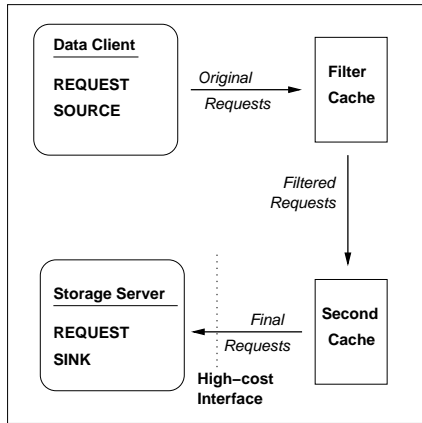 Data Client
REQUEST
SOURCE
Original
Requests
Filter
Cache
Filtered
Requests
Storage Server
REQUEST
SINK
Final
Requests
Second
Cache
High-cost
Interface